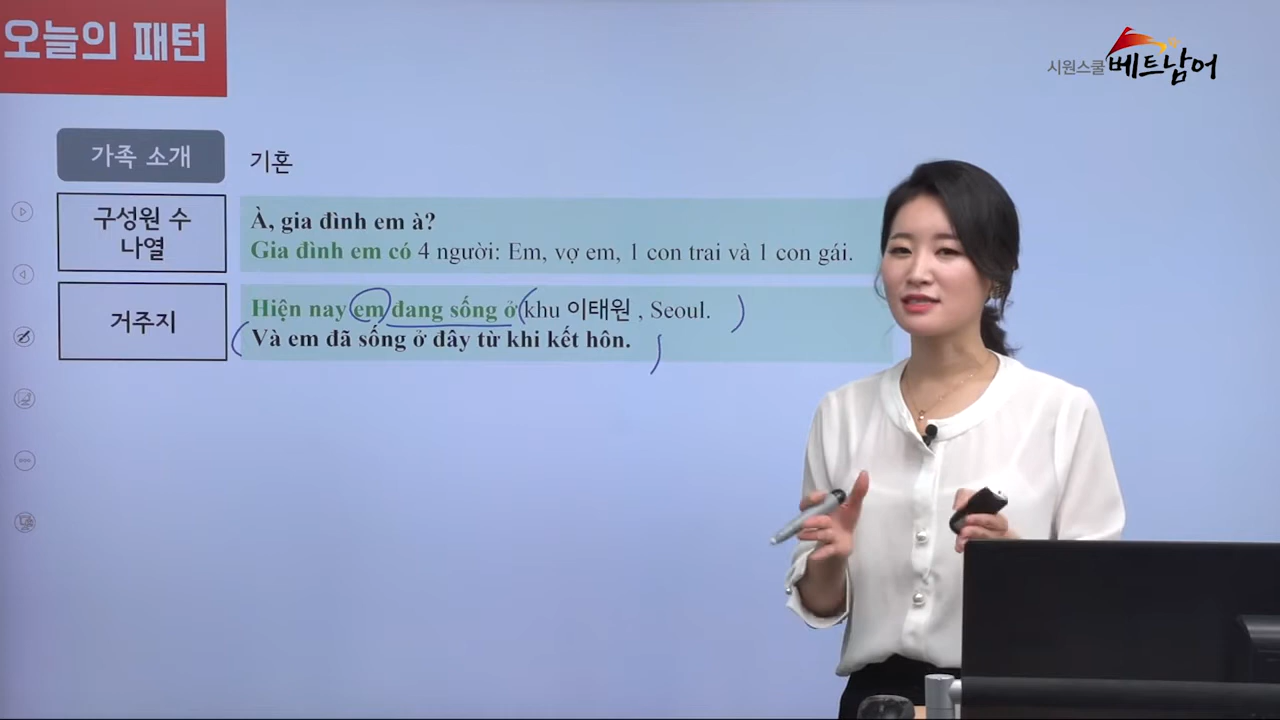 오늘의 패턴
시원스쿨 베트남어
가족 소개
기혼
구성원 수
나열
À, gia đình em à?
Gia đình em có 4 người: Em, vợ em, 1 con trai và 1 con gái.
거주지
Hiện nay em đang sống ở khu 이태원 , Seoul.
Và em đã sống ở đây từ khi kết hôn.